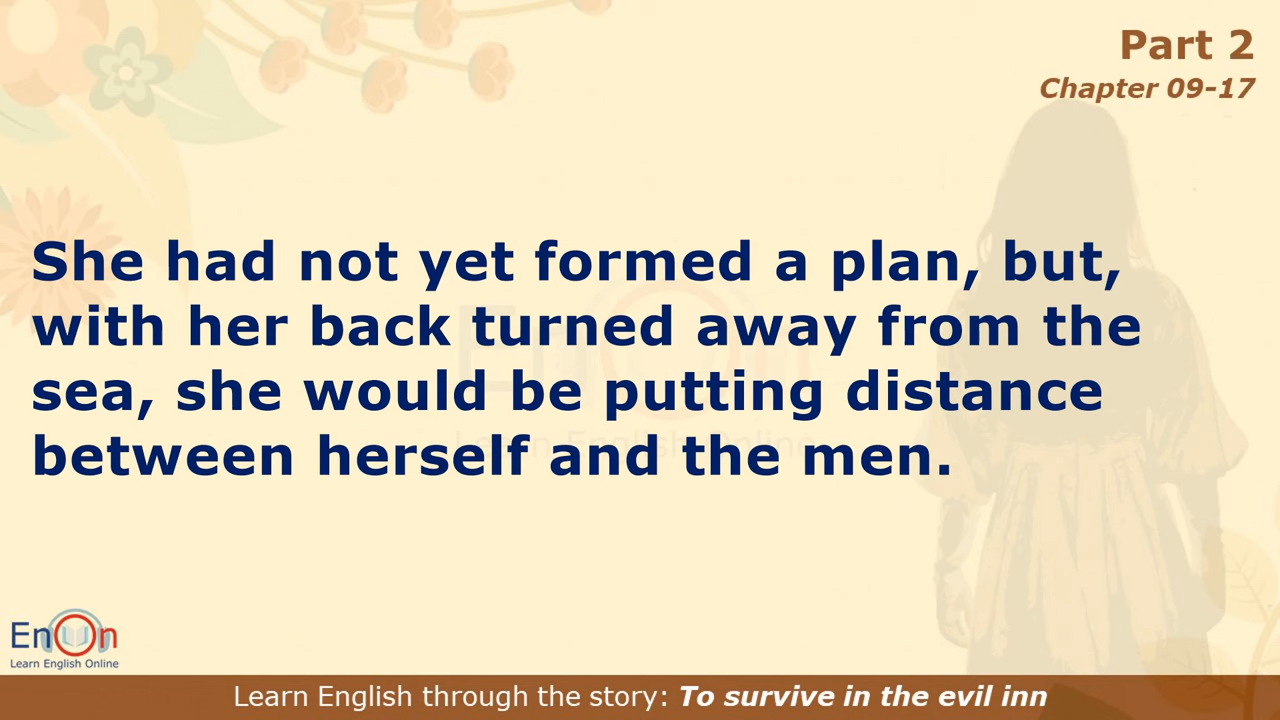 Part 2
Chapter 09-17
She had not yet formed a plan, but,
with her back turned away from the
sea, she would be putting distance
between herself and the men.
EnOn
Learn English Online
Learn English through the story: To survive in the evil inn